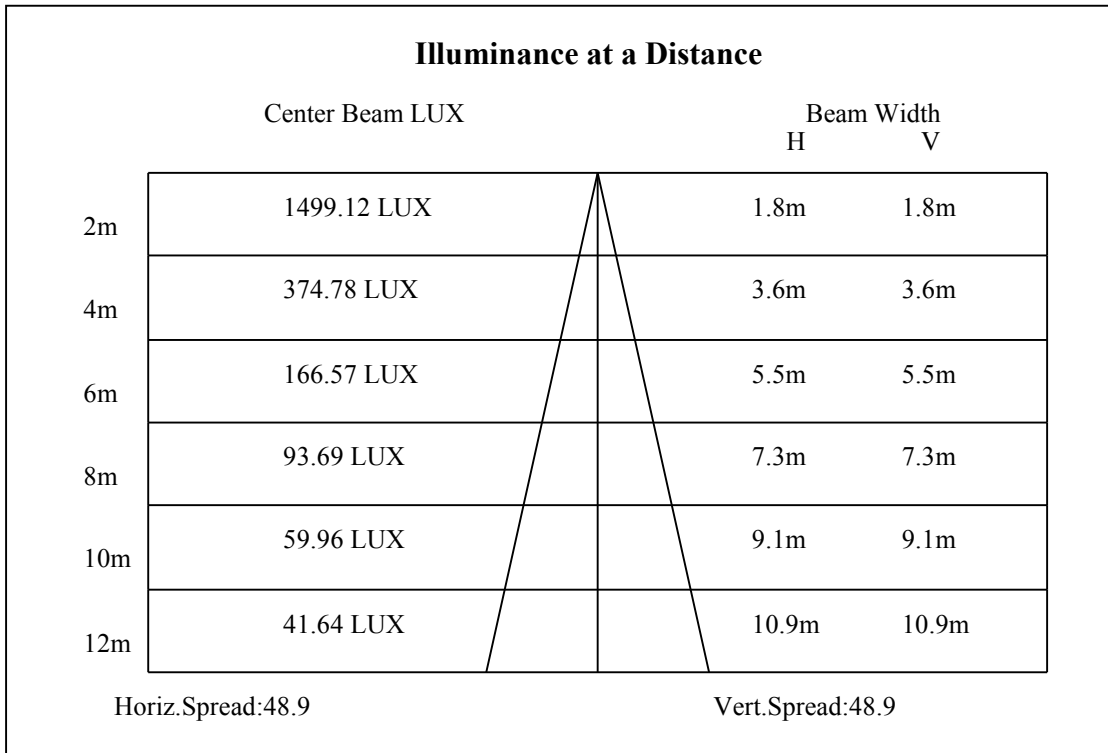 Illuminance at a Distance
Center Beam LUX Beam Width
H V
2m 1499.12 LUX 1.8m 1.8m
4m 374.78 LUX 3.6m 3.6m
6m 166.57 LUX 5.5m 5.5m
8m 93.69 LUX 7.3m 7.3m
10m 59.96 LUX 9.1m 9.1m
12m 41.64 LUX 10.9m 10.9m
Horiz.Spread:48.9 Vert.Spread:48.9